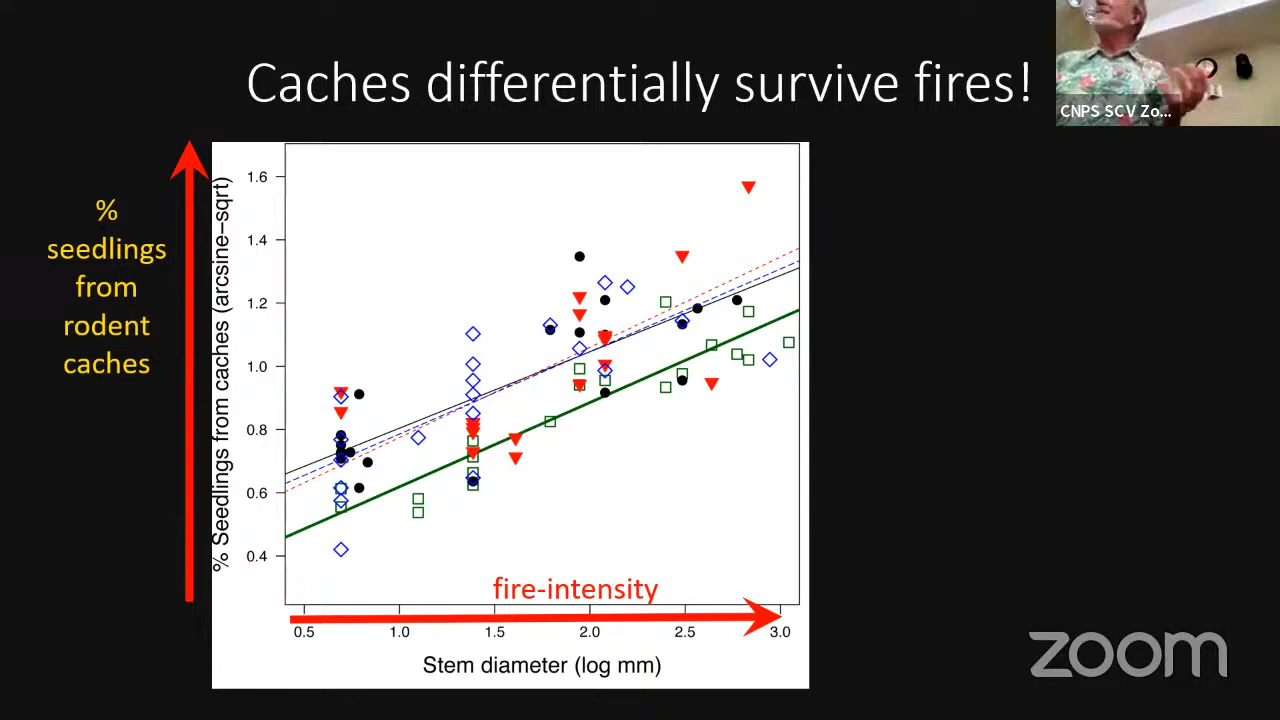 Caches differentially survive fires!
CNPS SCV Zo...
%
seedlings
from
rodent
caches
% Seedlings from caches (arcsine-sqrt)
1.6
1.4
1.2
1.0
0.8
0.6
0.4
fire-intensity
0.5 1.0 1.5 2.0 2.5 3.0
Stem diameter (log mm)
zoom